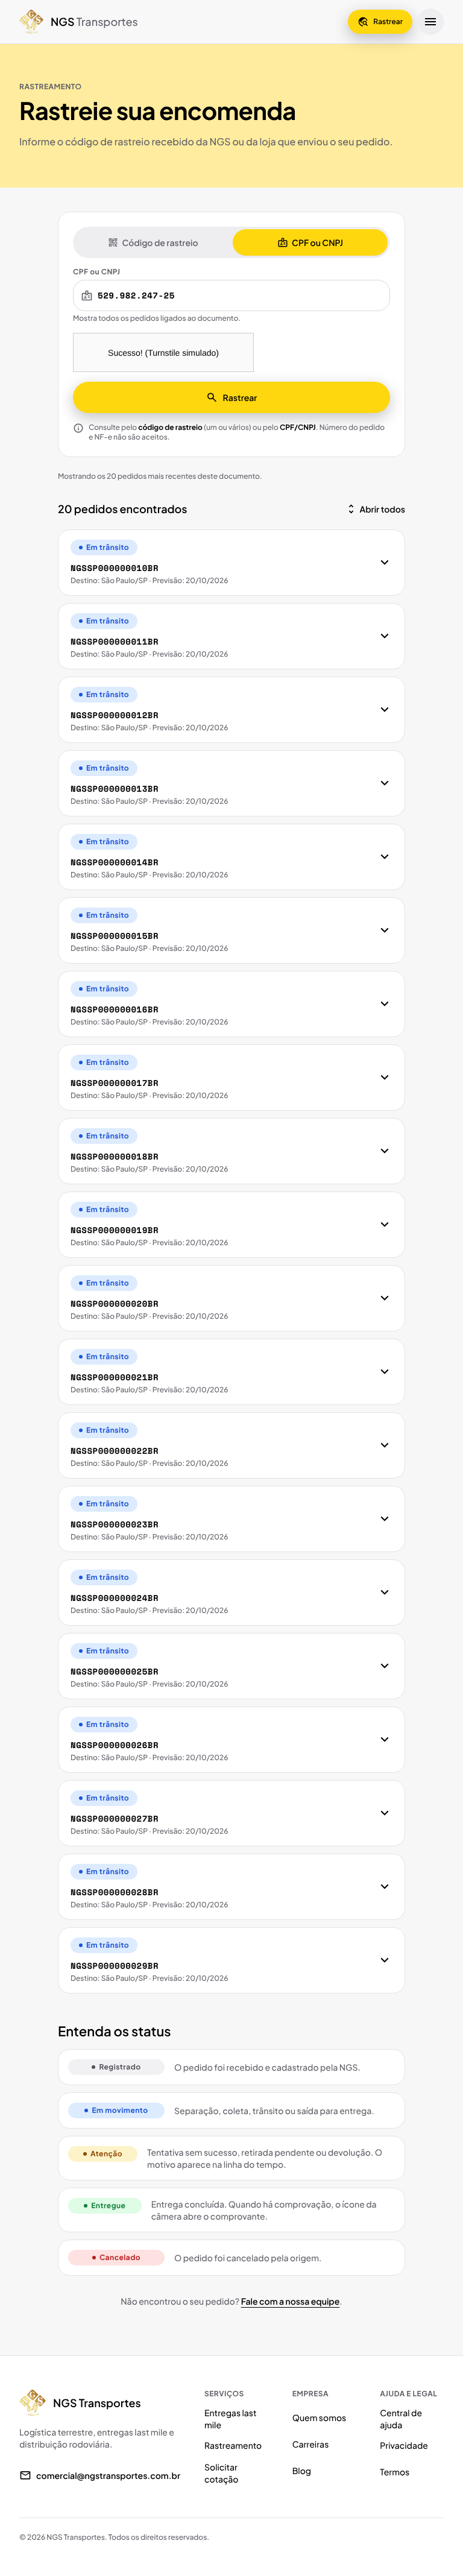 NGS Transportes
Rastrear
RASTREAMENTO
Rastreie sua encomenda
Informe o código de rastreio recebido da NGS ou da loja que enviou o seu pedido.
Código de rastreio
CPF ou CNPJ
CPF ou CNPJ
529.982.247-25
Mostra todos os pedidos ligados ao documento.
Sucesso! (Turnstile simulado)
Rastrear
Consulte pelo código de rastreio (um ou vários) ou pelo CPF/CNPJ. Número do pedido
e NF-e não são aceitos.
Mostrando os 20 pedidos mais recentes deste documento.
20 pedidos encontrados
Abrir todos
Em trânsito
NGSSP000000010BR
Destino: São Paulo/SP · Previsão: 20/10/2026
Em trânsito
NGSSP000000011BR
Destino: São Paulo/SP · Previsão: 20/10/2026
Em trânsito
NGSSP000000012BR
Destino: São Paulo/SP · Previsão: 20/10/2026
Em trânsito
NGSSP000000013BR
Destino: São Paulo/SP · Previsão: 20/10/2026
Em trânsito
NGSSP000000014BR
Destino: São Paulo/SP · Previsão: 20/10/2026
Em trânsito
NGSSP000000015BR
Destino: São Paulo/SP · Previsão: 20/10/2026
Em trânsito
NGSSP000000016BR
Destino: São Paulo/SP · Previsão: 20/10/2026
Em trânsito
NGSSP000000017BR
Destino: São Paulo/SP · Previsão: 20/10/2026
Em trânsito
NGSSP000000018BR
Destino: São Paulo/SP · Previsão: 20/10/2026
Em trânsito
NGSSP000000019BR
Destino: São Paulo/SP · Previsão: 20/10/2026
Em trânsito
NGSSP000000020BR
Destino: São Paulo/SP · Previsão: 20/10/2026
Em trânsito
NGSSP000000021BR
Destino: São Paulo/SP · Previsão: 20/10/2026
Em trânsito
NGSSP000000022BR
Destino: São Paulo/SP · Previsão: 20/10/2026
Em trânsito
NGSSP000000023BR
Destino: São Paulo/SP · Previsão: 20/10/2026
Em trânsito
NGSSP000000024BR
Destino: São Paulo/SP · Previsão: 20/10/2026
Em trânsito
NGSSP000000025BR
Destino: São Paulo/SP · Previsão: 20/10/2026
Em trânsito
NGSSP000000026BR
Destino: São Paulo/SP · Previsão: 20/10/2026
Em trânsito
NGSSP000000027BR
Destino: São Paulo/SP · Previsão: 20/10/2026
Em trânsito
NGSSP000000028BR
Destino: São Paulo/SP · Previsão: 20/10/2026
Em trânsito
NGSSP000000029BR
Destino: São Paulo/SP · Previsão: 20/10/2026
Entenda os status
Registrado
O pedido foi recebido e cadastrado pela NGS.
Em movimento
Separação, coleta, trânsito ou saída para entrega.
Atenção
Tentativa sem sucesso, retirada pendente ou devolução. O
motivo aparece na linha do tempo.
Entregue
Entrega concluída. Quando há comprovação, o ícone da
câmera abre o comprovante.
Cancelado
O pedido foi cancelado pela origem.
Não encontrou o seu pedido? Fale com a nossa equipe.
NGS Transportes
Logística terrestre, entregas last mile e
distribuição rodoviária.
comercial@ngstransportes.com.br
SERVIÇOS
Entregas last
mile
Rastreamento
Solicitar
cotação
EMPRESA
Quem somos
Carreiras
Blog
AJUDA E LEGAL
Central de
ajuda
Privacidade
Termos
© 2026 NGS Transportes. Todos os direitos reservados.